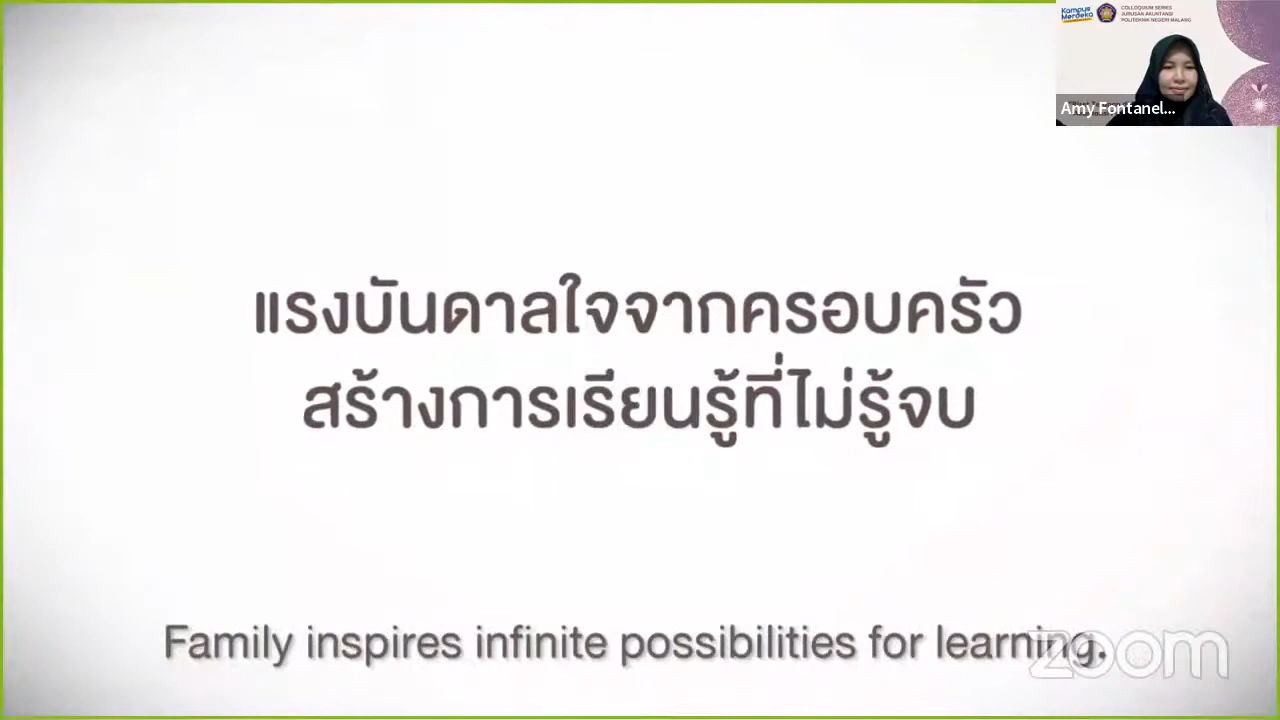 Kampus
Merdeka
COLLOQUIUM SERIES
JURUSAN AKUNTANSI
POLITEKNIK NEGERI MALANG
Amy Fontanel...
แรงบันดาลใจจากครอบครัว
สร้างการเรียนรู้ที่ไม่รู้จบ
Family inspires infinite possibilities for learning.
zoom